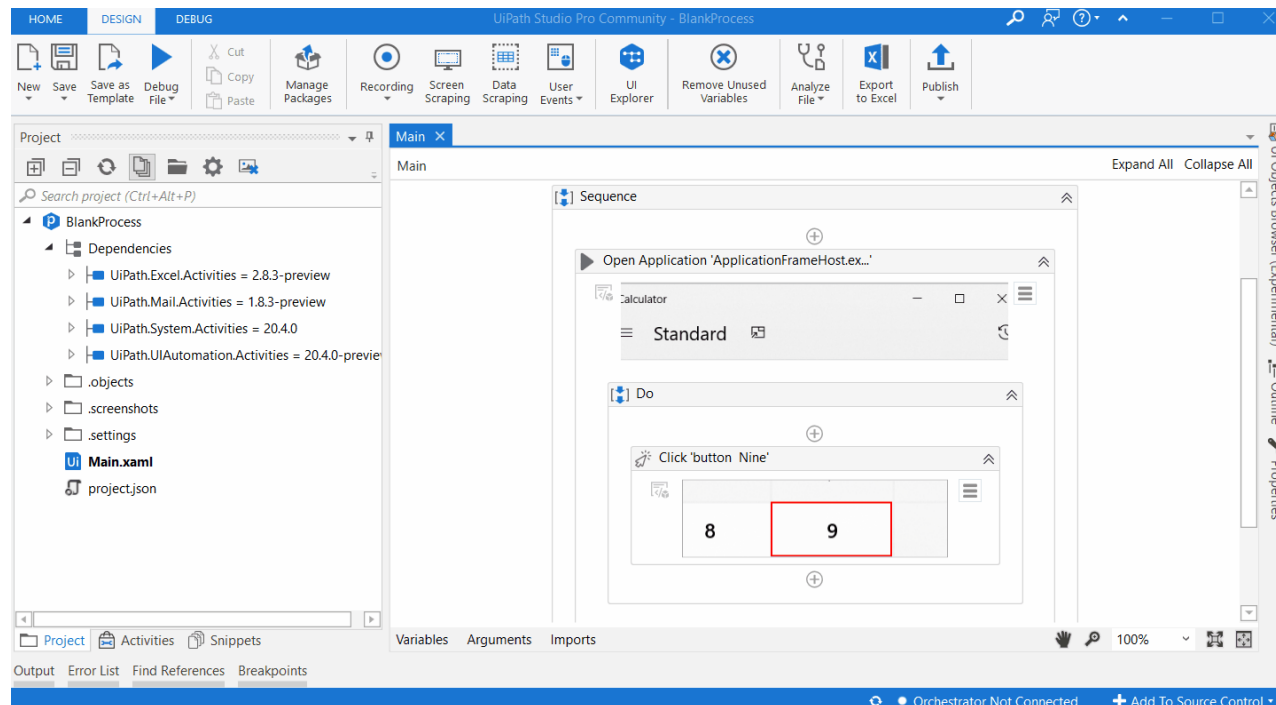 HOME DESIGN DEBUG UiPath Studio Pro Community - BlankProcess
New Save Save as Template Debug File Cut Copy Paste Manage Packages Recording Screen Scraping Data Scraping User Events UI Explorer Remove Unused Variables Analyze File Export to Excel Publish
Project
Search project (Ctrl+Alt+P)
BlankProcess
Dependencies
UiPath.Excel.Activities = 2.8.3-preview
UiPath.Mail.Activities = 1.8.3-preview
UiPath.System.Activities = 20.4.0
UiPath.UIAutomation.Activities = 20.4.0-previe
.objects
.screenshots
.settings
Main.xaml
project.json
Project Activities Snippets
Main
Main Expand All Collapse All
Sequence
Open Application 'ApplicationFrameHost.ex...'
Calculator
Standard
Do
Click 'button Nine'
8 9
Variables Arguments Imports 100%
UI Objects Browser (Experimental)
Outline
Properties
Output Error List Find References Breakpoints
Orchestrator Not Connected Add To Source Control